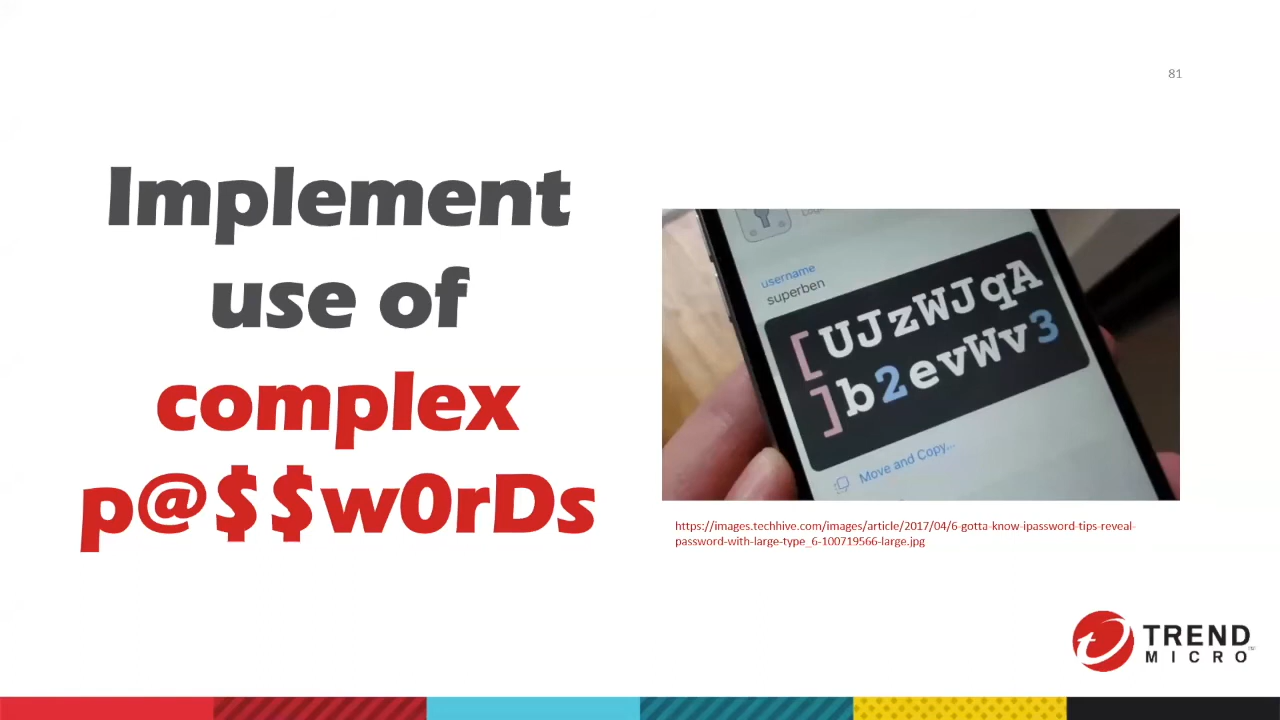 81
Implement
use of
complex
p@$$w0rDs
username
superben
[UJzWJqA
]b2evWv3
Move and Copy...
https://images.techhive.com/images/article/2017/04/6-gotta-know-ipassword-tips-reveal-
password-with-large-type_6-100719566-large.jpg
TREND
MICRO